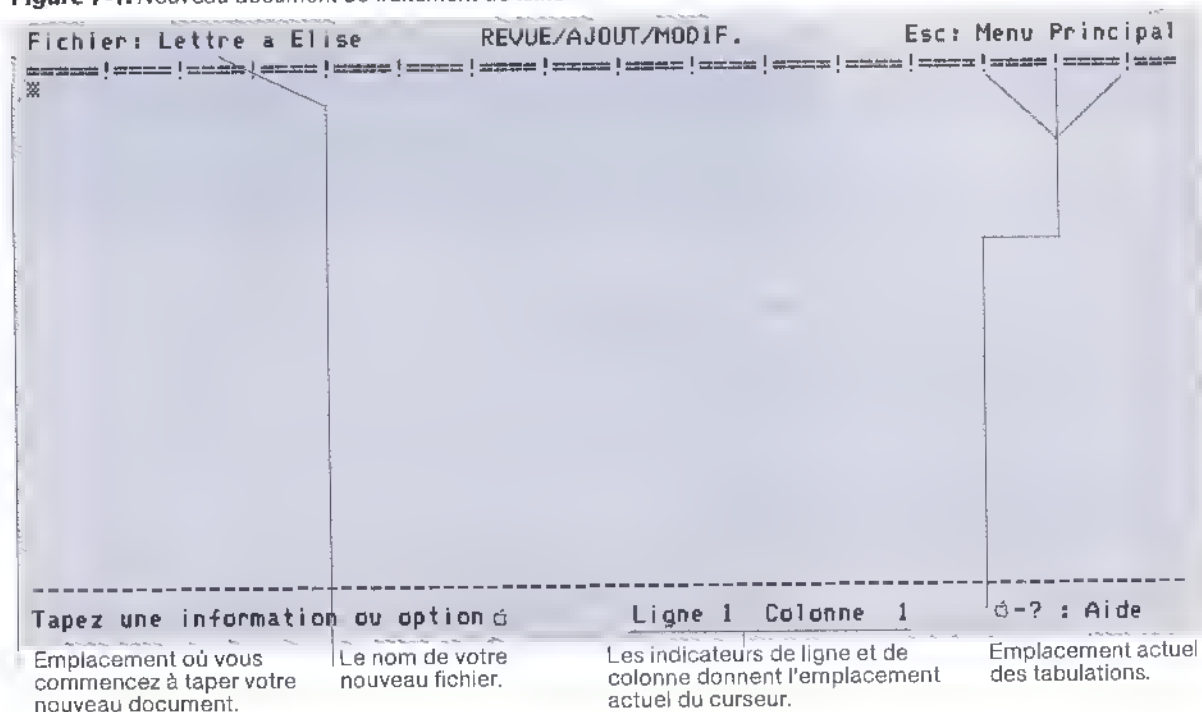 Fichier: Lettre a Elise REVUE/AJOUT/MODIF. Esc: Menu Principal
=====!====!====!====!====!====!====!====!====!====!====!====!====!====!====!===
Tapez une information ou option Ligne 1 Colonne 1 -? : Aide
Emplacement où vous
commencez à taper votre
nouveau document.
Le nom de votre
nouveau fichier.
Les indicateurs de ligne et de
colonne donnent l'emplacement
actuel du curseur.
Emplacement actuel
des tabulations.